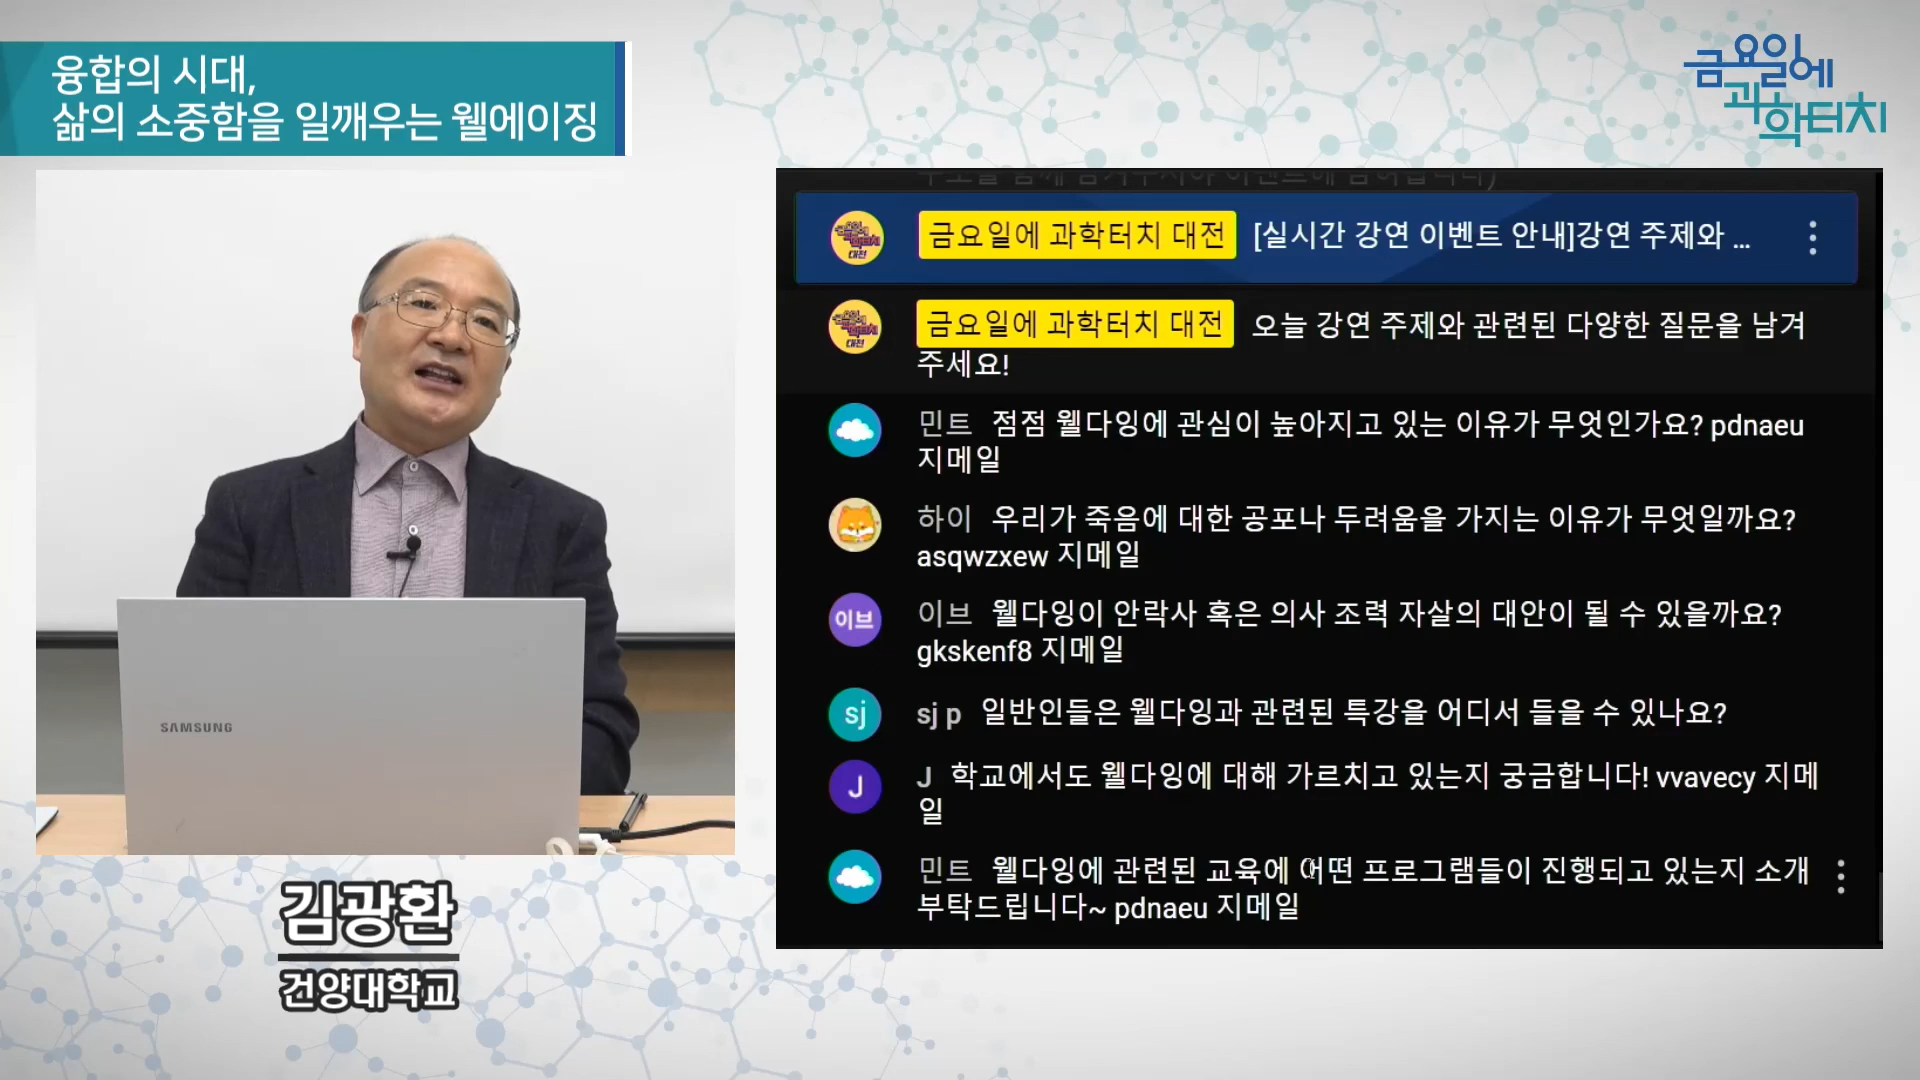 융합의 시대,
삶의 소중함을 일깨우는 웰에이징
금요일에
과학터치
금요일에 과학터치 대전 [실시간 강연 이벤트 안내]강연 주제와 ...
금요일에 과학터치 대전 오늘 강연 주제와 관련된 다양한 질문을 남겨
주세요!
민트 점점 웰다잉에 관심이 높아지고 있는 이유가 무엇인가요? pdnaeu
지메일
하이 우리가 죽음에 대한 공포나 두려움을 가지는 이유가 무엇일까요?
asqwzxew 지메일
이브 이브 웰다잉이 안락사 혹은 의사 조력 자살의 대안이 될 수 있을까요?
gkskenf8 지메일
sj sj p 일반인들은 웰다잉과 관련된 특강을 어디서 들을 수 있나요?
J J 학교에서도 웰다잉에 대해 가르치고 있는지 궁금합니다! vvavecy 지메
일
민트 웰다잉에 관련된 교육에 어떤 프로그램들이 진행되고 있는지 소개
부탁드립니다~ pdnaeu 지메일
SAMSUNG
김광환
건양대학교